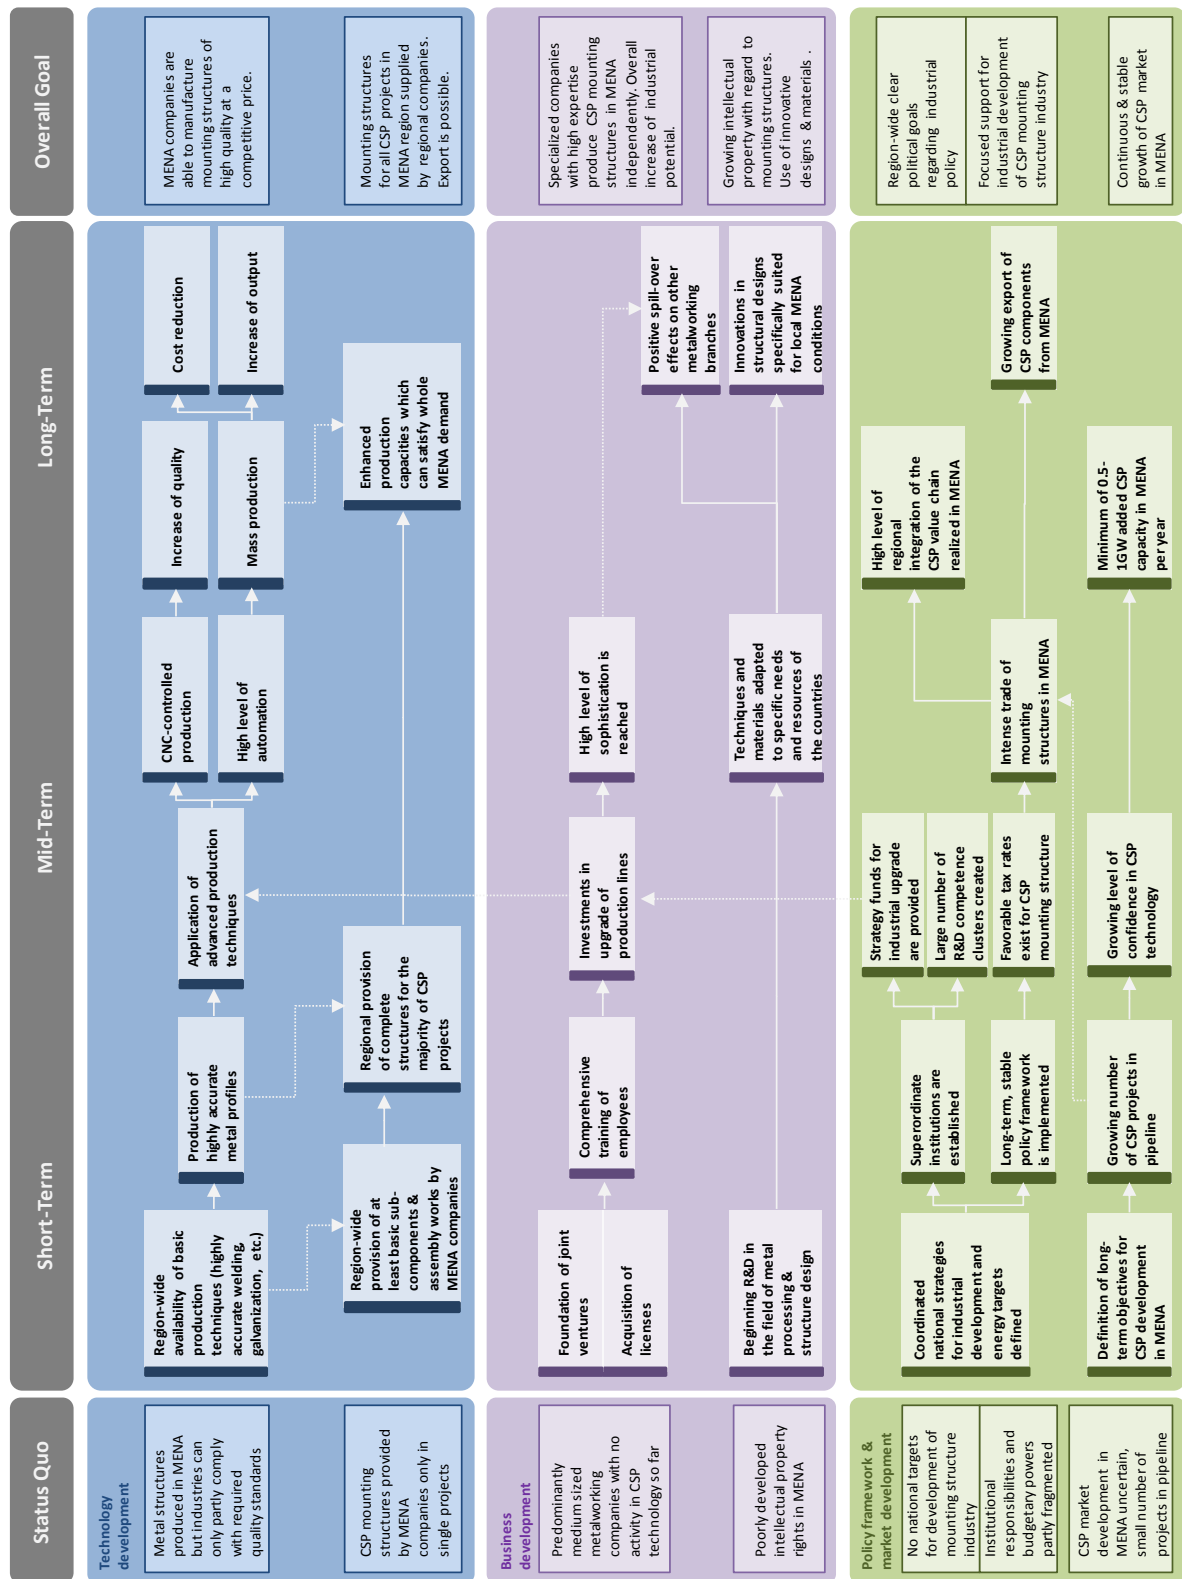 Status Quo
Short-Term
Mid-Term
Long-Term
Overall Goal
Technology
development
Metal structures
produced in MENA
but industries can
only partly comply
with required
quality standards
CSP mounting
structures provided
by MENA
companies only in
single projects
Region-wide
availability of basic
production
techniques (highly
accurate welding,
galvanization, etc.)
Region-wide
provision of at
least basic sub-
components &
assembly works by
MENA companies
Production of
highly accurate
metal profiles
Regional provision
of complete
structures for the
majority of CSP
projects
Application of
advanced production
techniques
CNC-controlled
production
High level of
automation
Increase of quality
Mass production
Enhanced
production
capacities which
can satisfy whole
MENA demand
Cost reduction
Increase of output
MENA companies are
able to manufacture
mounting structures of
high quality at a
competitive price.
Mounting structures
for all CSP projects in
MENA region supplied
by regional companies.
Export is possible.
Business
development
Predominantly
medium sized
metalworking
companies with no
activity in CSP
technology so far
Poorly developed
intellectual property
rights in MENA
Foundation of joint
ventures
Acquisition of
licenses
Beginning R&D in
the field of metal
processing &
structure design
Comprehensive
training of
employees
Investments in
upgrade of
production lines
High level of
sophistication is
reached
Techniques and
materials adapted
to specific needs
and resources of
the countries
Positive spill-over
effects on other
metalworking
branches
Innovations in
structural designs
specifically suited
for local MENA
conditions
Specialized companies
with high expertise
produce CSP mounting
structures in MENA
independently. Overall
increase of industrial
potential.
Growing intellectual
property with regard to
mounting structures.
Use of innovative
designs & materials .
Policy framework &
market development
No national targets
for development of
mounting structure
industry
Institutional
responsibilities and
budgetary powers
partly fragmented
CSP market
development in
MENA uncertain,
small number of
projects in pipeline
Coordinated
national strategies
for industrial
development and
energy targets
defined
Definition of long-
term objectives for
CSP development
in MENA
Superordinate
institutions are
established
Long-term, stable
policy framework
is implemented
Growing number
of CSP projects in
pipeline
Strategy funds for
industrial upgrade
are provided
Large number of
R&D competence
clusters created
Favorable tax rates
exist for CSP
mounting structure
Growing level of
confidence in CSP
technology
Intense trade of
mounting
structures in MENA
High level of
regional
integration of the
CSP value chain
realized in MENA
Minimum of 0.5-
1GW added CSP
capacity in MENA
per year
Growing export of
CSP components
from MENA
Region-wide clear
political goals
regarding industrial
policy
Focused support for
industrial development
of CSP mounting
structure industry
Continuous & stable
growth of CSP market
in MENA